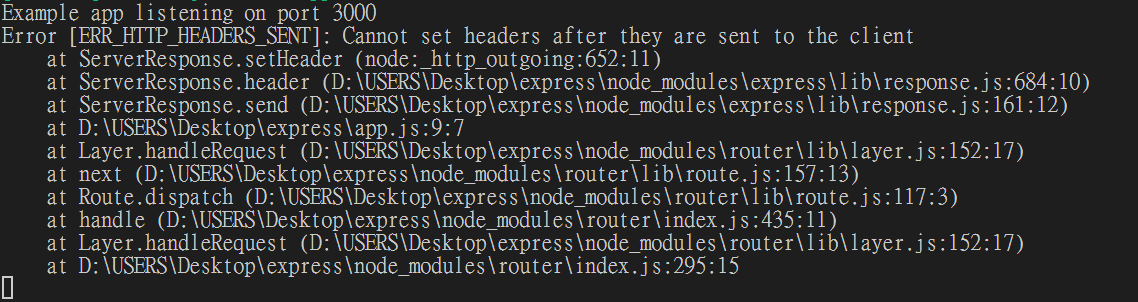 Example app listening on port 3000
Error [ERR_HTTP_HEADERS_SENT]: Cannot set headers after they are sent to the client
    at ServerResponse.setHeader (node:_http_outgoing:652:11)
    at ServerResponse.header (D:\USERS\Desktop\express\node_modules\express\lib\response.js:684:10)
    at ServerResponse.send (D:\USERS\Desktop\express\node_modules\express\lib\response.js:161:12)
    at D:\USERS\Desktop\express\app.js:9:7
    at Layer.handleRequest (D:\USERS\Desktop\express\node_modules\router\lib\layer.js:152:17)
    at next (D:\USERS\Desktop\express\node_modules\router\lib\route.js:157:13)
    at Route.dispatch (D:\USERS\Desktop\express\node_modules\router\lib\route.js:117:3)
    at handle (D:\USERS\Desktop\express\node_modules\router\index.js:435:11)
    at Layer.handleRequest (D:\USERS\Desktop\express\node_modules\router\lib\layer.js:152:17)
    at D:\USERS\Desktop\express\node_modules\router\index.js:295:15